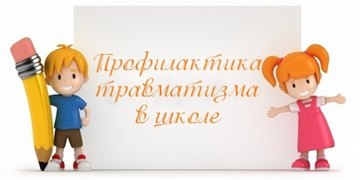 Профилактика
травматизма
в школе